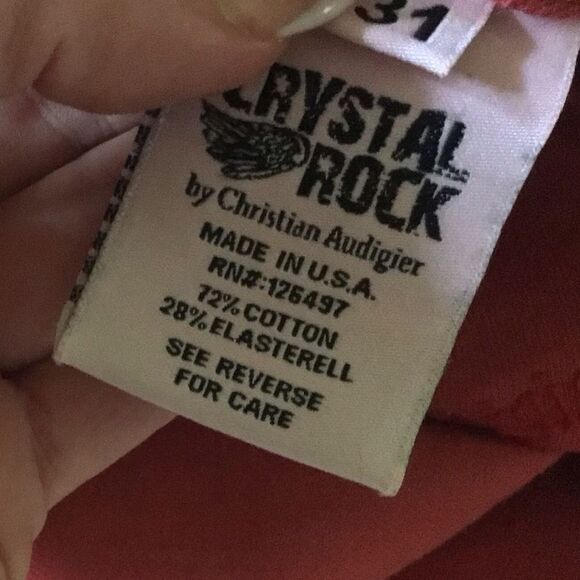 31
CRYSTAL
ROCK
by Christian Audigier
MADE IN U.S.A.
RN#:126497
72% COTTON
28% ELASTERELL
SEE REVERSE
FOR CARE